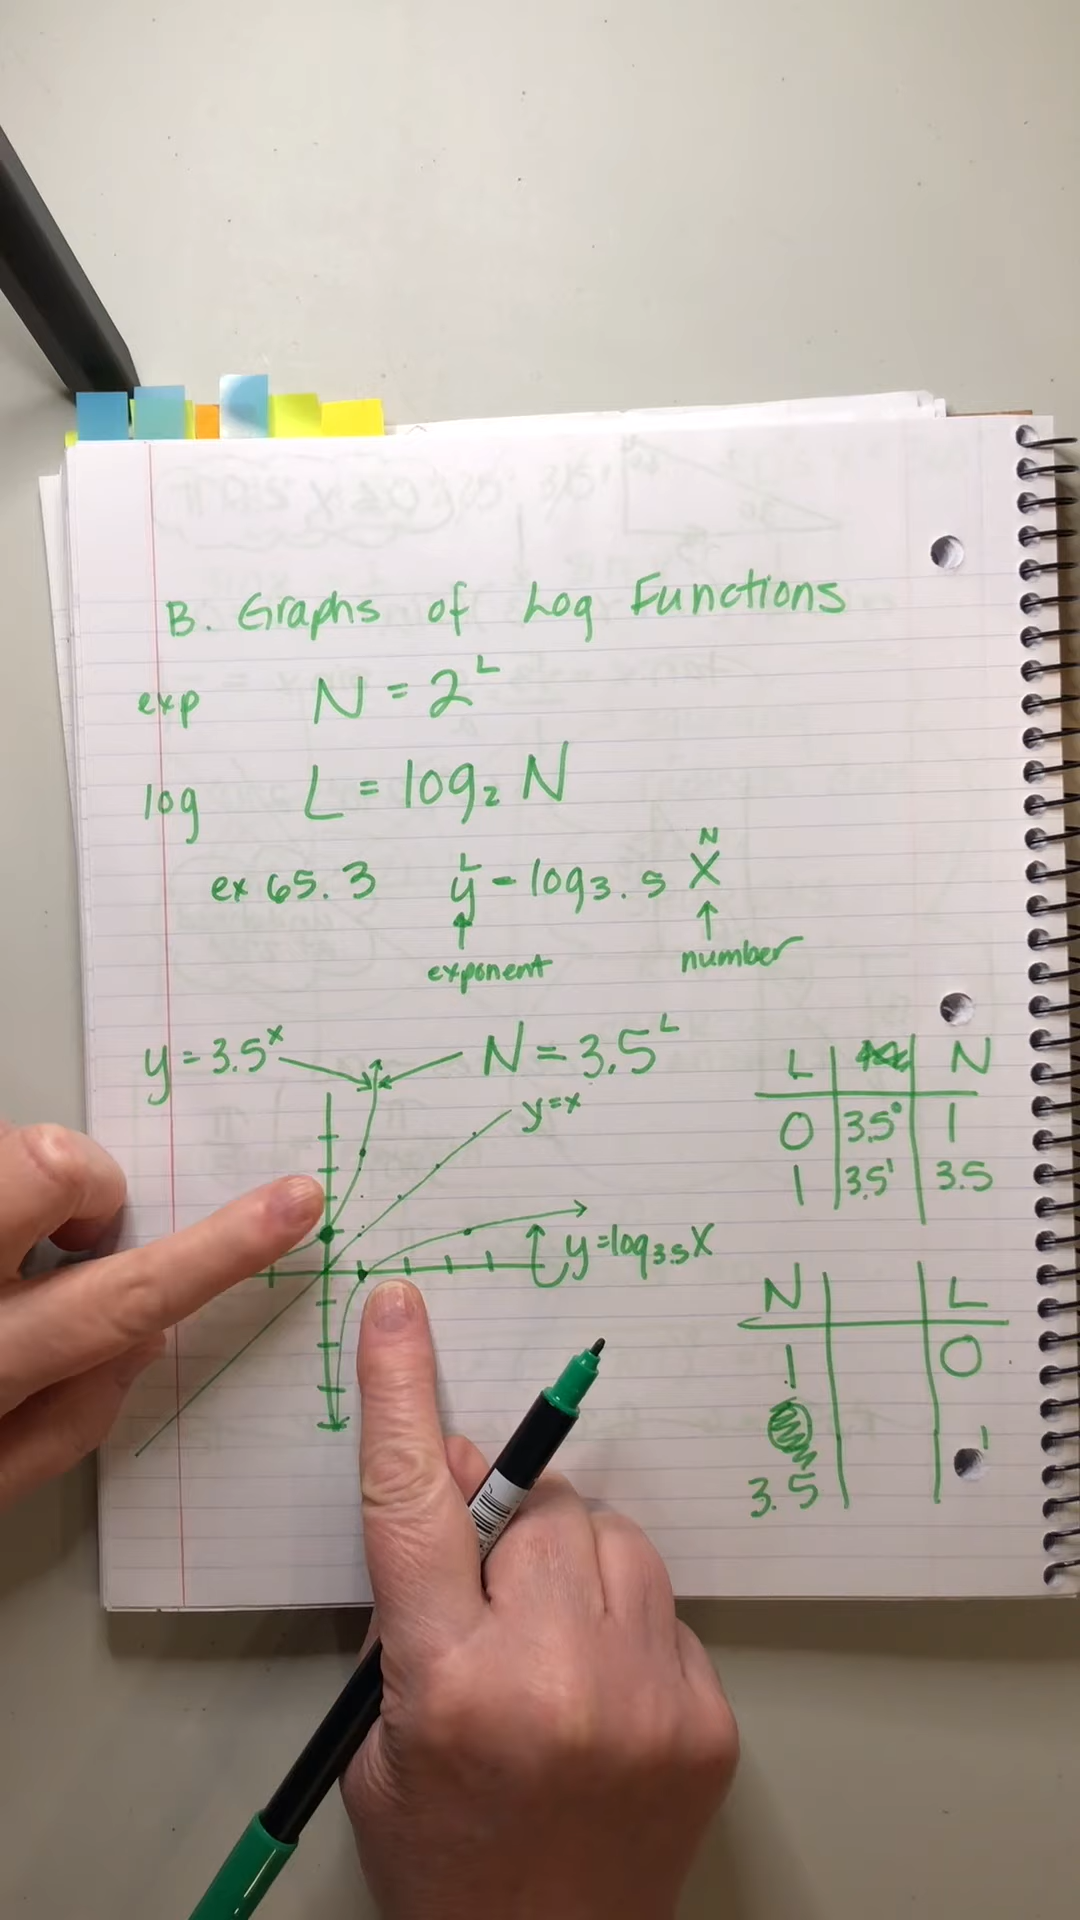 B. Graphs of Log Functions
exp N = 2^L
log L = log₂ N
L N
ex 65.3 y = log₃.₅ X
↑ ↑
exponent number
y = 3.5^x N = 3.5^L
y=x
y=log₃.₅X
L N
0 3.5⁰ 1
1 3.5¹ 3.5
N L
1 0
1
3.5